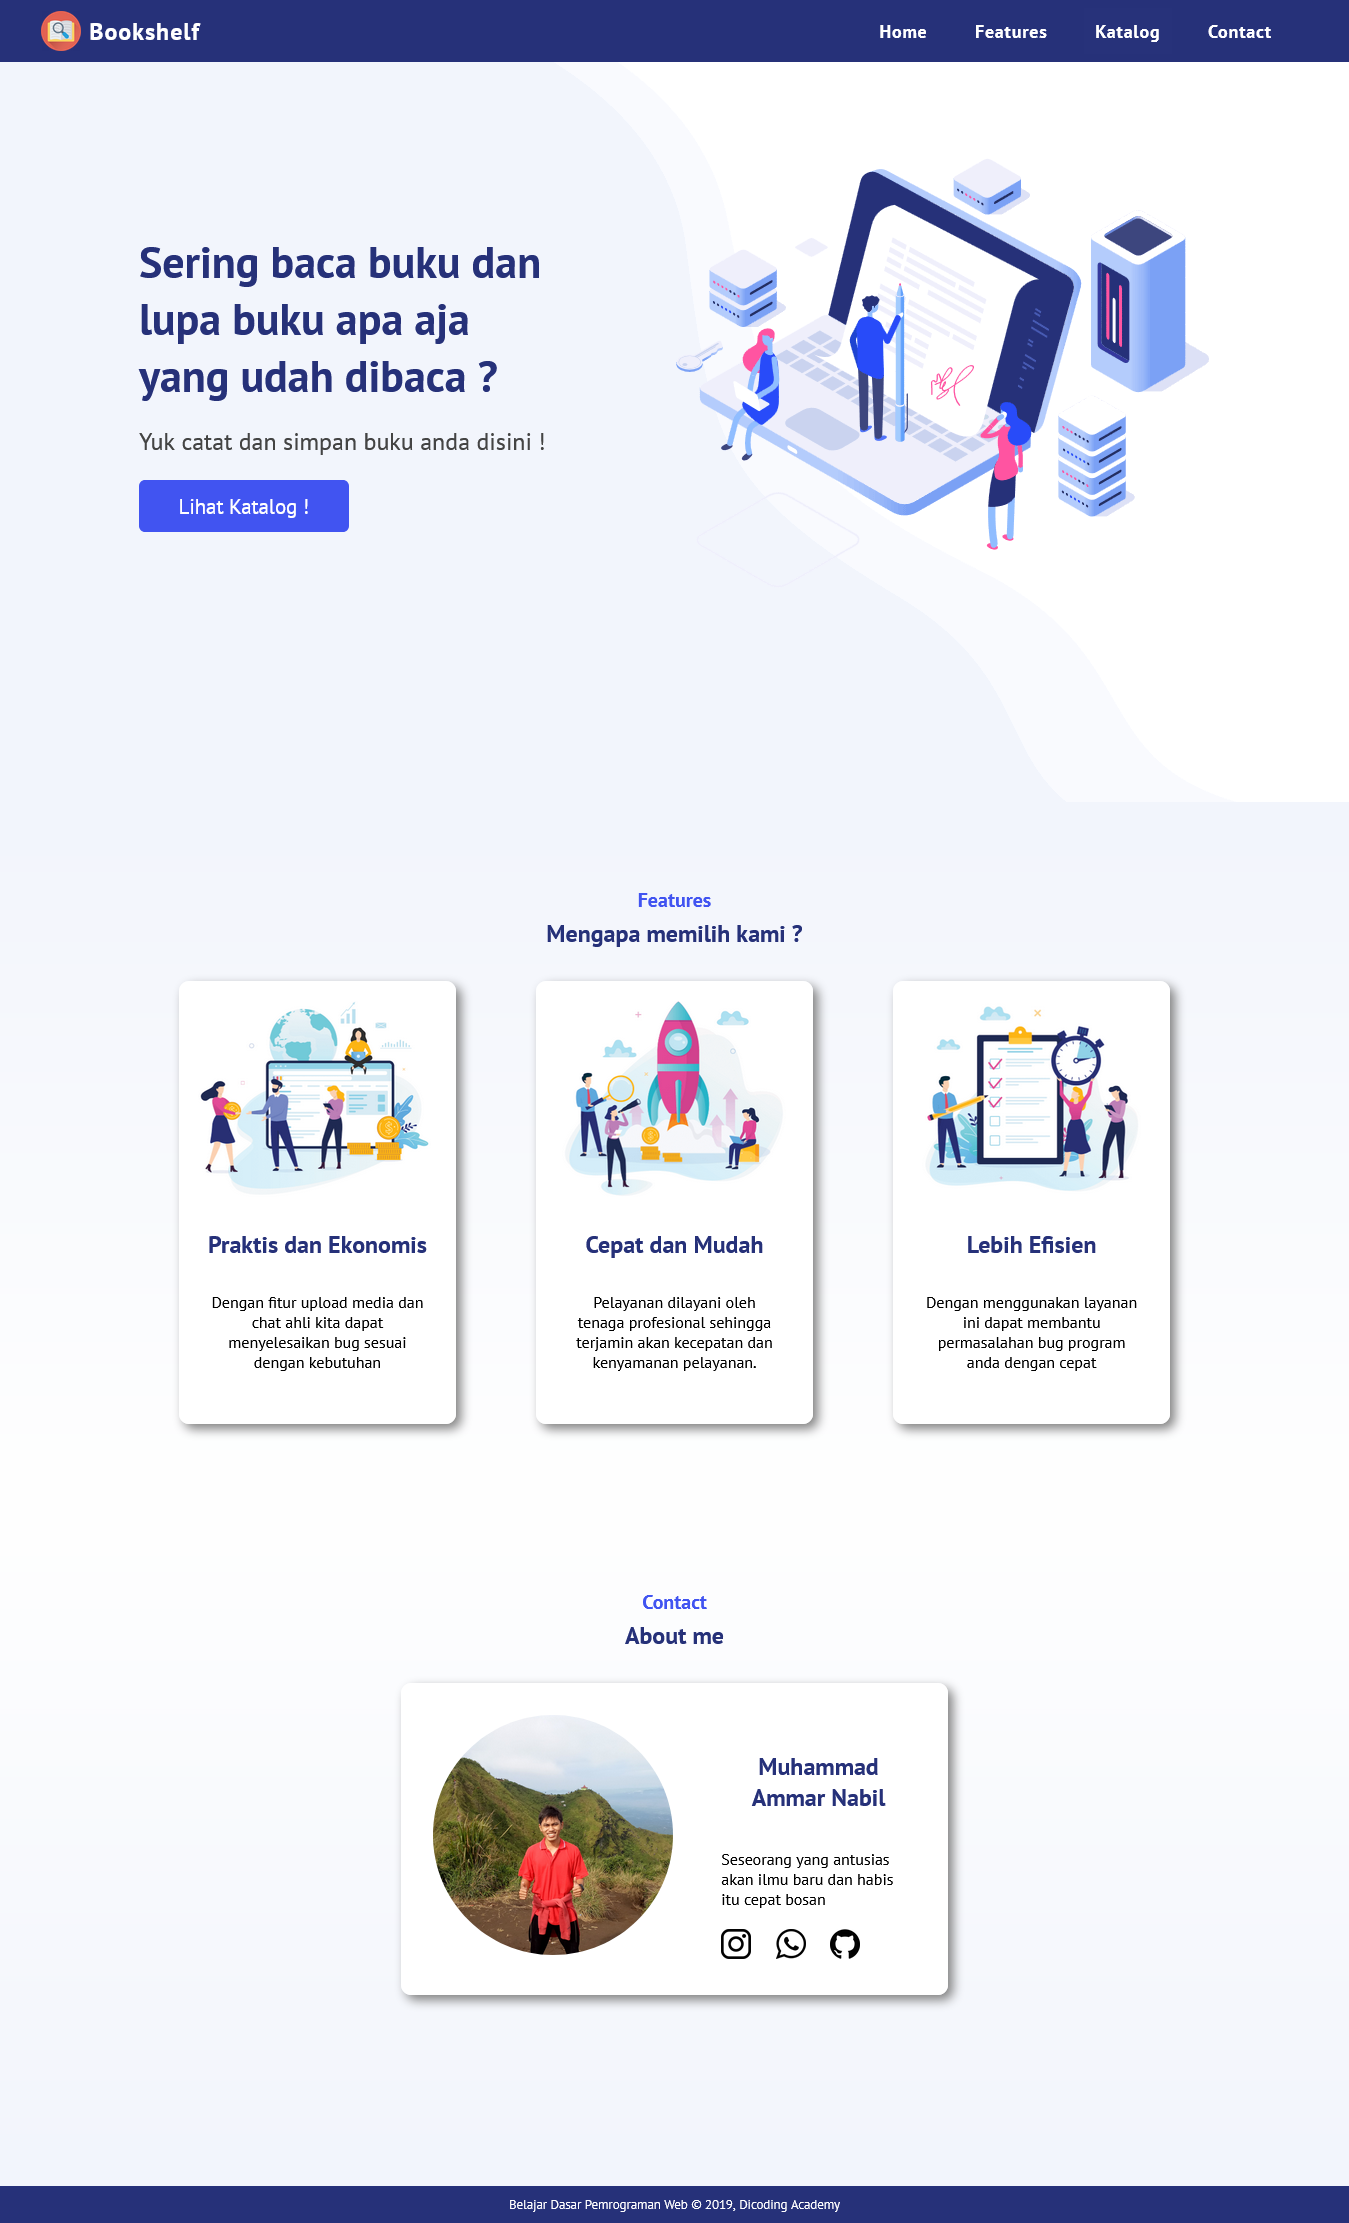 Bookshelf
Home
Features
Katalog
Contact
Sering baca buku dan
lupa buku apa aja
yang udah dibaca ?
Yuk catat dan simpan buku anda disini !
Lihat Katalog !
Features
Mengapa memilih kami ?
Praktis dan Ekonomis
Dengan fitur upload media dan
chat ahli kita dapat
menyelesaikan bug sesuai
dengan kebutuhan
Cepat dan Mudah
Pelayanan dilayani oleh
tenaga profesional sehingga
terjamin akan kecepatan dan
kenyamanan pelayanan.
Lebih Efisien
Dengan menggunakan layanan
ini dapat membantu
permasalahan bug program
anda dengan cepat
Contact
About me
Muhammad
Ammar Nabil
Seseorang yang antusias
akan ilmu baru dan habis
itu cepat bosan
Belajar Dasar Pemrograman Web © 2019, Dicoding Academy